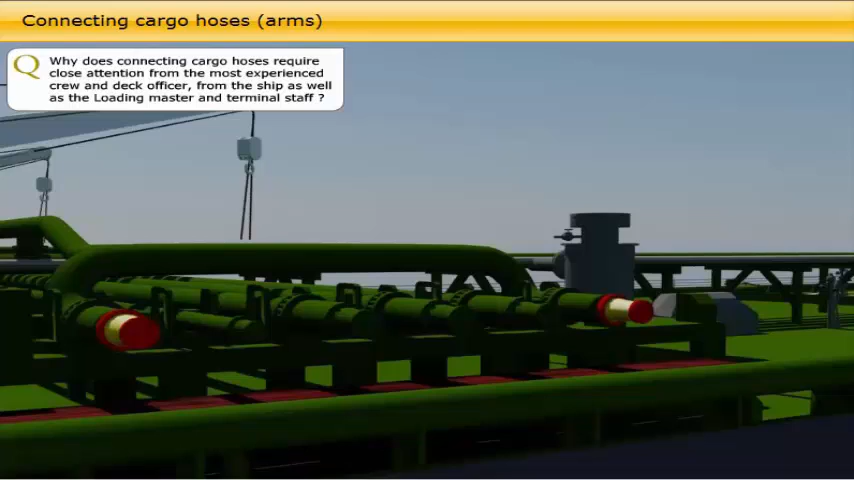 Connecting cargo hoses (arms)
Q Why does connecting cargo hoses require
close attention from the most experienced
crew and deck officer, from the ship as well
as the Loading master and terminal staff ?